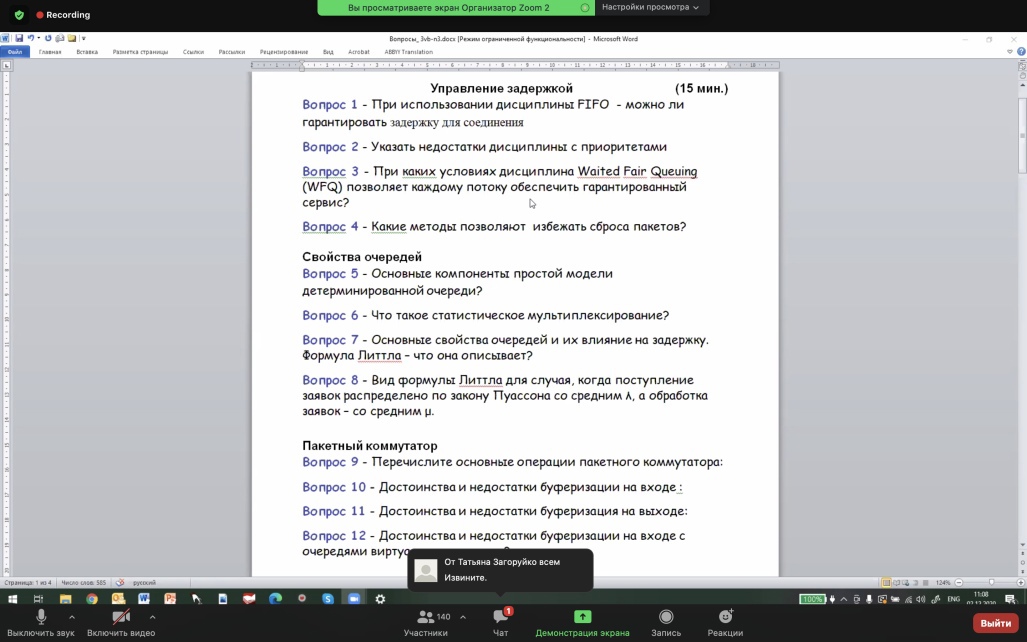 Вы просматриваете экран Организатор Zoom 2
Настройки просмотра
Recording
Вопросы_ 3vb-n3.docx [Режим ограниченной функциональности] - Microsoft Word
Файл Главная Вставка Разметка страницы Ссылки Рассылки Рецензирование Вид Acrobat ABBYY Translation
Управление задержкой (15 мин.)
Вопрос 1 - При использовании дисциплины FIFO - можно ли
гарантировать задержку для соединения
Вопрос 2 - Указать недостатки дисциплины с приоритетами
Вопрос 3 - При каких условиях дисциплина Waited Fair Queuing
(WFQ) позволяет каждому потоку обеспечить гарантированный
сервис?
Вопрос 4 - Какие методы позволяют избежать сброса пакетов?
Свойства очередей
Вопрос 5 - Основные компоненты простой модели
детерминированной очереди?
Вопрос 6 - Что такое статистическое мультиплексирование?
Вопрос 7 - Основные свойства очередей и их влияние на задержку.
Формула Литтла – что она описывает?
Вопрос 8 - Вид формулы Литтла для случая, когда поступление
заявок распределено по закону Пуассона со средним λ, а обработка
заявок – со средним μ.
Пакетный коммутатор
Вопрос 9 - Перечислите основные операции пакетного коммутатора:
Вопрос 10 - Достоинства и недостатки буферизации на входе :
Вопрос 11 - Достоинства и недостатки буферизация на выходе:
Вопрос 12 - Достоинства и недостатки буферизации на входе с
очередями
От Татьяна Загоруйко всем
Извините.
Страница: 1 из 4 Число слов: 585 русский 124%
100% ENG 11:08
Выключить звук Включить видео Участники 140 Чат 1 Демонстрация экрана Запись Реакции Выйти